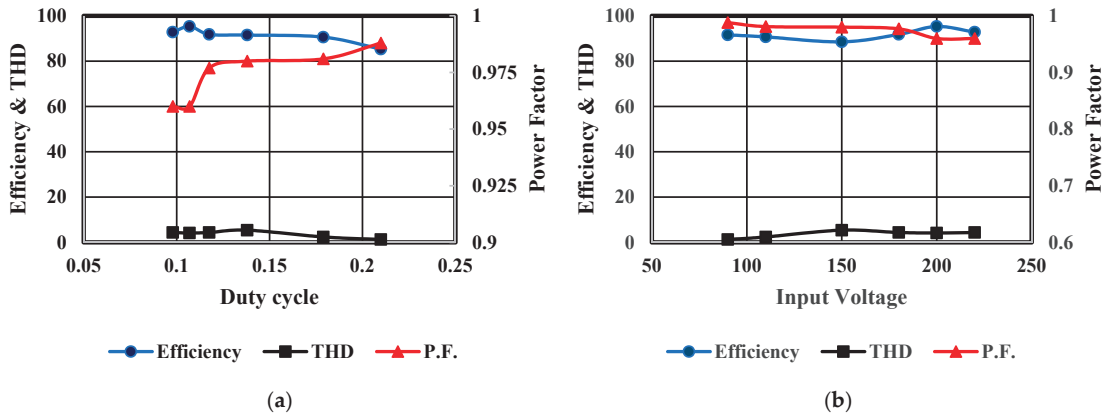 Efficiency & THD
100
80
60
40
20
0
1
0.975
0.95
0.925
0.9
Power Factor
0.05
0.1
0.15
0.2
0.25
Duty cycle
Efficiency
THD
P.F.
(a)
Efficiency & THD
100
80
60
40
20
0
1
0.9
0.8
0.7
0.6
Power Factor
50
100
150
200
250
Input Voltage
Efficiency
THD
P.F.
(b)